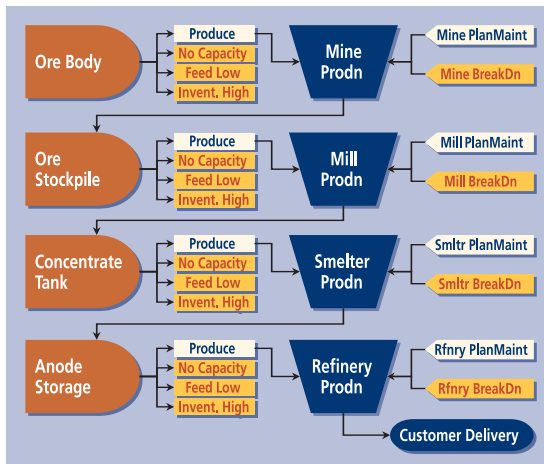 Ore Body
Produce
No Capacity
Feed Low
Invent. High
Mine
Prodn
Mine PlanMaint
Mine BreakDn
Ore
Stockpile
Produce
No Capacity
Feed Low
Invent. High
Mill
Prodn
Mill PlanMaint
Mill BreakDn
Concentrate
Tank
Produce
No Capacity
Feed Low
Invent. High
Smelter
Prodn
Smltr PlanMaint
Smltr BreakDn
Anode
Storage
Produce
No Capacity
Feed Low
Invent. High
Refinery
Prodn
Rfnry PlanMaint
Rfnry BreakDn
Customer Delivery